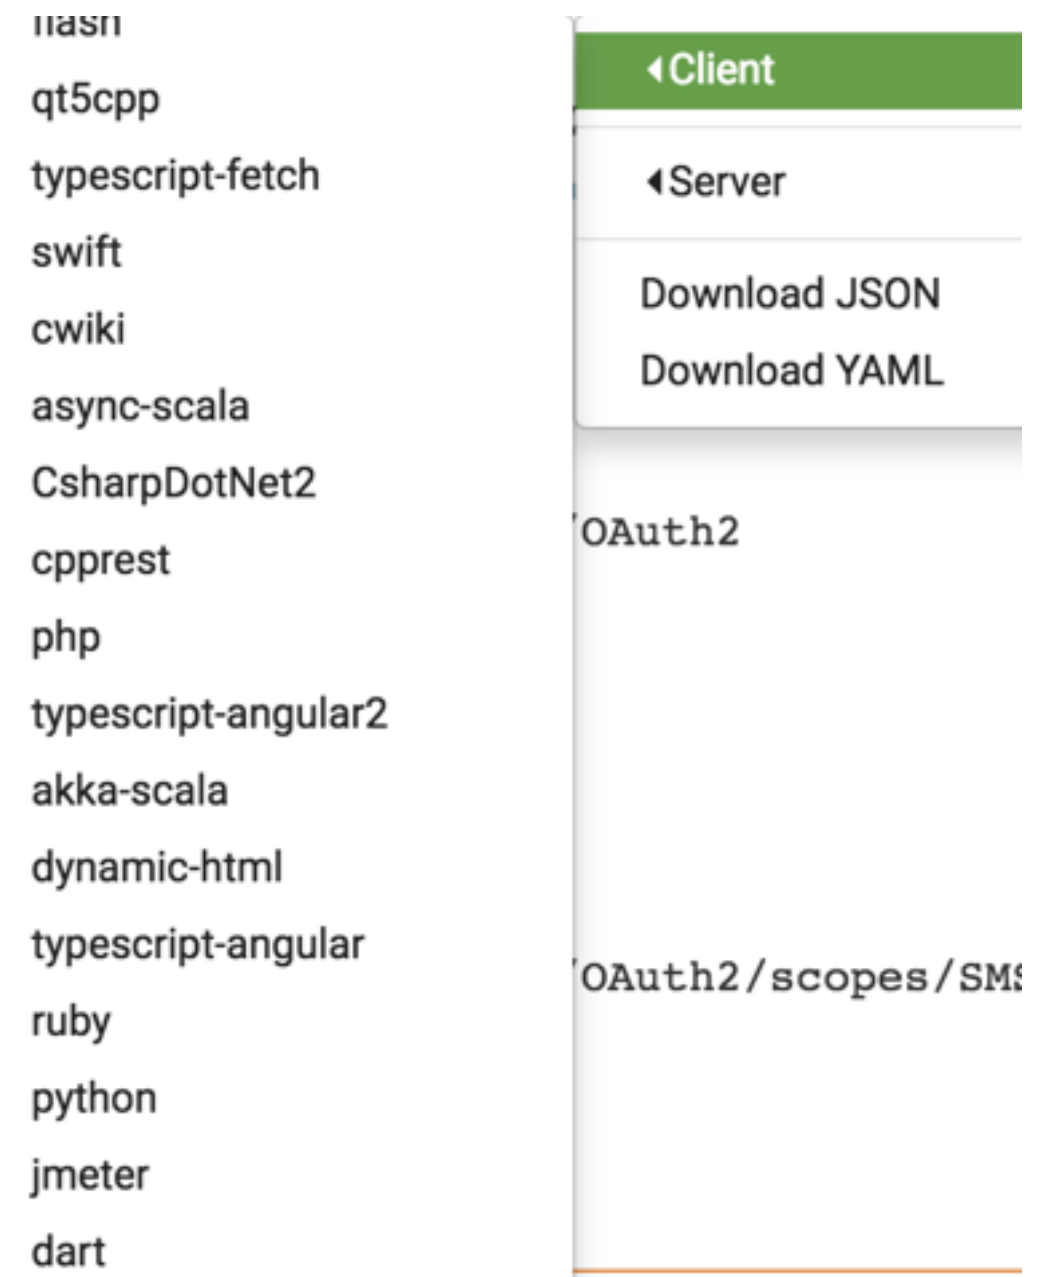 flash
qt5cpp
typescript-fetch
swift
cwiki
async-scala
CsharpDotNet2
cpprest
php
typescript-angular2
akka-scala
dynamic-html
typescript-angular
ruby
python
jmeter
dart
Client
Server
Download JSON
Download YAML
/OAuth2
/OAuth2/scopes/SMS